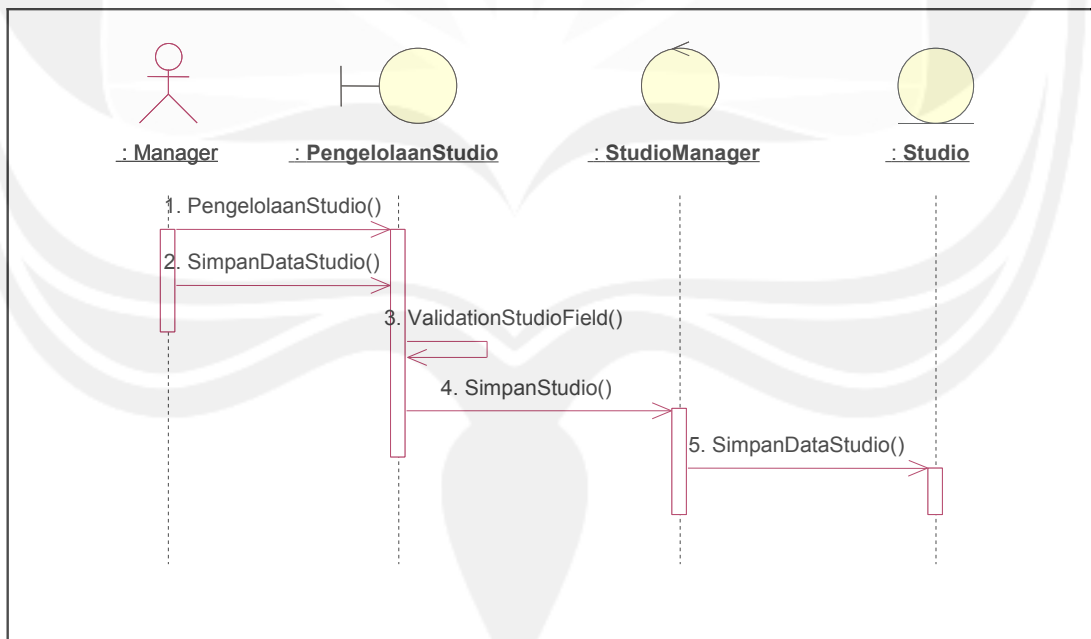 : Manager
: PengelolaanStudio
: StudioManager
: Studio
1. PengelolaanStudio()
2. SimpanDataStudio()
3. ValidationStudioField()
4. SimpanStudio()
5. SimpanDataStudio()